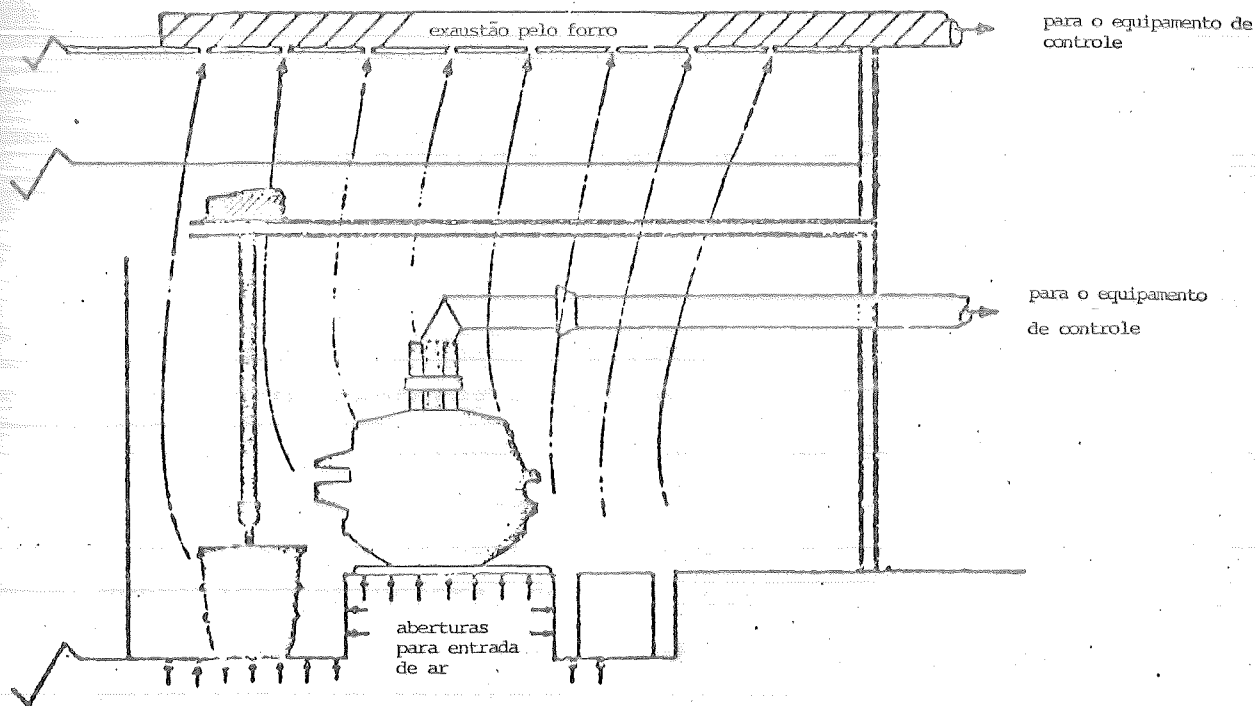 exaustão pelo forro
para o equipamento de
controle
para o equipamento
de controle
aberturas
para entrada
de ar